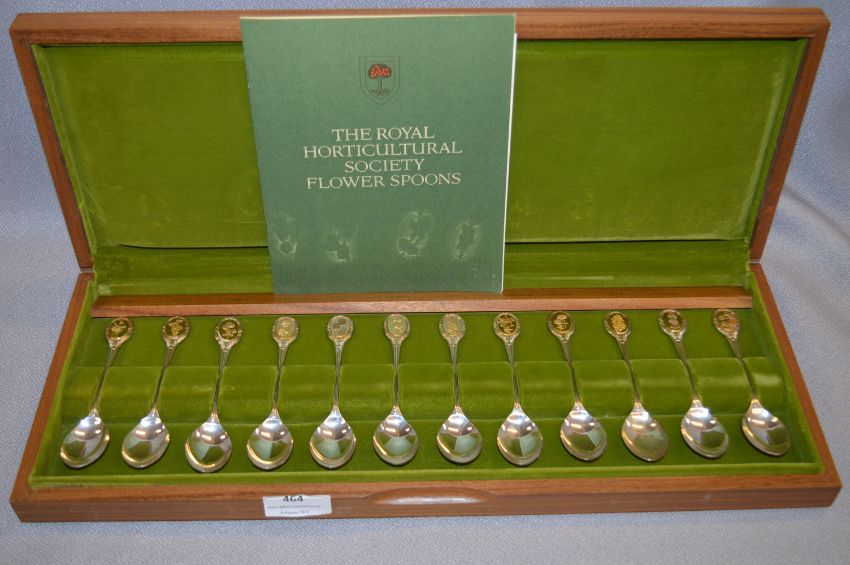 THE ROYAL
HORTICULTURAL
SOCIETY
FLOWER SPOONS
464